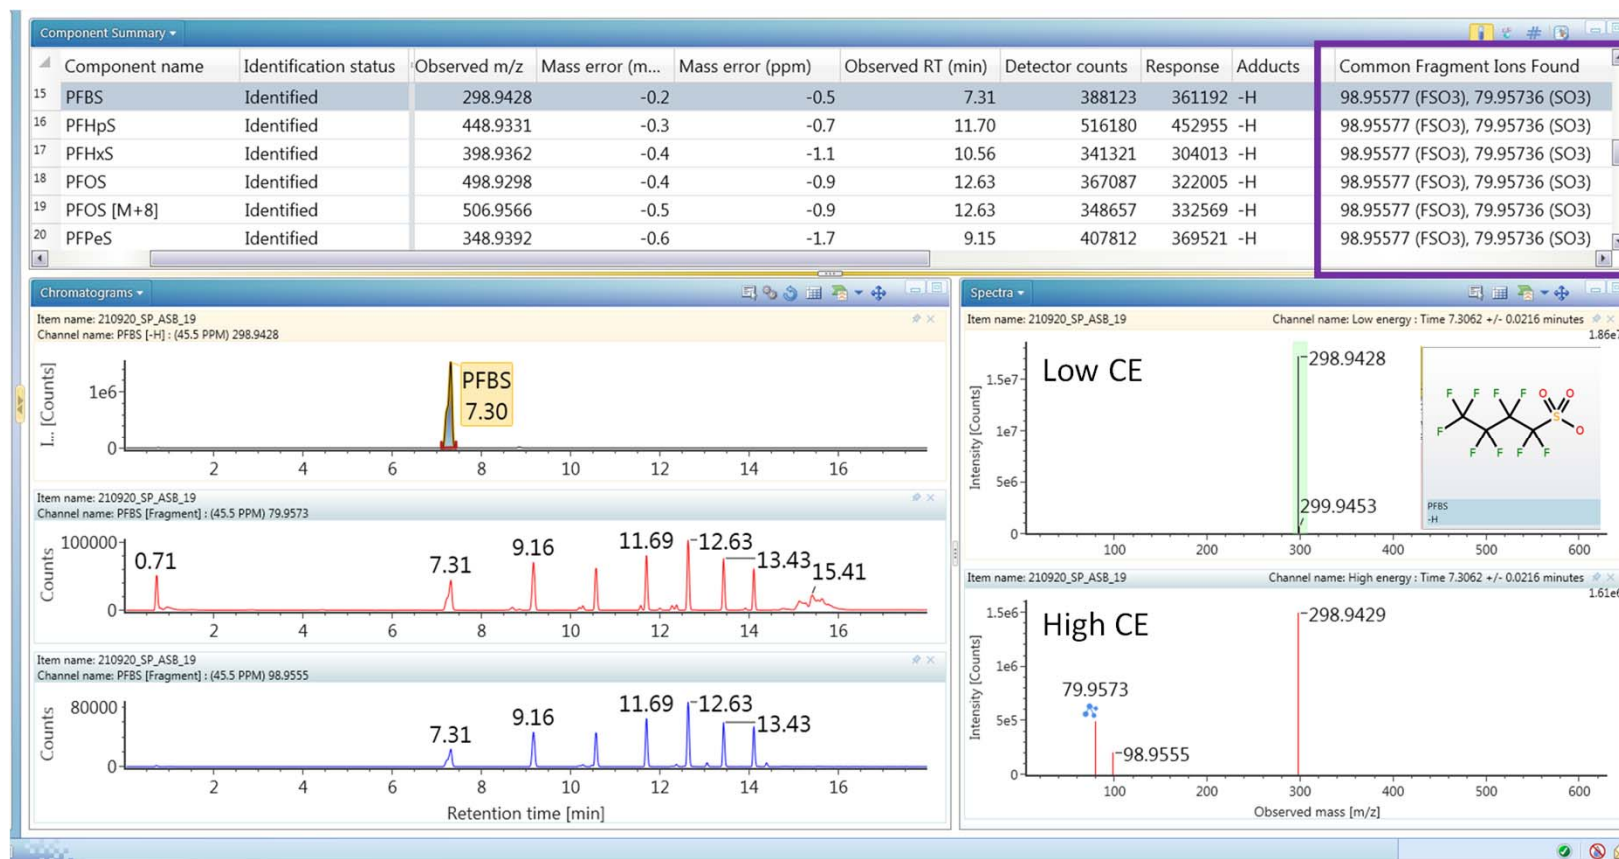 Component Summary
Component name Identification status Observed m/z Mass error (m... Mass error (ppm) Observed RT (min) Detector counts Response Adducts Common Fragment Ions Found
15 PFBS Identified 298.9428 -0.2 -0.5 7.31 388123 361192 -H 98.95577 (FSO3), 79.95736 (SO3)
16 PFHpS Identified 448.9331 -0.3 -0.7 11.70 516180 452955 -H 98.95577 (FSO3), 79.95736 (SO3)
17 PFHxS Identified 398.9362 -0.4 -1.1 10.56 341321 304013 -H 98.95577 (FSO3), 79.95736 (SO3)
18 PFOS Identified 498.9298 -0.4 -0.9 12.63 367087 322005 -H 98.95577 (FSO3), 79.95736 (SO3)
19 PFOS [M+8] Identified 506.9566 -0.5 -0.9 12.63 348657 332569 -H 98.95577 (FSO3), 79.95736 (SO3)
20 PFPeS Identified 348.9392 -0.6 -1.7 9.15 407812 369521 -H 98.95577 (FSO3), 79.95736 (SO3)
Chromatograms
Item name: 210920_SP_ASB_19
Channel name: PFBS [-H] : (45.5 PPM) 298.9428
I... [Counts]
1e6
0
PFBS
7.30
2 4 6 8 10 12 14 16
Item name: 210920_SP_ASB_19
Channel name: PFBS [Fragment] : (45.5 PPM) 79.9573
Counts
100000
0
0.71 7.31 9.16 11.69 12.63 13.43 15.41
2 4 6 8 10 12 14 16
Item name: 210920_SP_ASB_19
Channel name: PFBS [Fragment] : (45.5 PPM) 98.9555
Counts
80000
0
7.31 9.16 11.69 12.63 13.43
2 4 6 8 10 12 14 16
Retention time [min]
Spectra
Item name: 210920_SP_ASB_19 Channel name: Low energy : Time 7.3062 +/- 0.0216 minutes
1.86e7
Low CE
Intensity [Counts]
1.5e7
1e7
5e6
0
298.9428
299.9453
F F F F O O
F S O
F F F F
PFBS
-H
100 200 300 400 500 600
Item name: 210920_SP_ASB_19 Channel name: High energy : Time 7.3062 +/- 0.0216 minutes
1.61e6
High CE
Intensity [Counts]
1.5e6
1e6
5e5
0
298.9429
79.9573
98.9555
100 200 300 400 500 600
Observed mass [m/z]